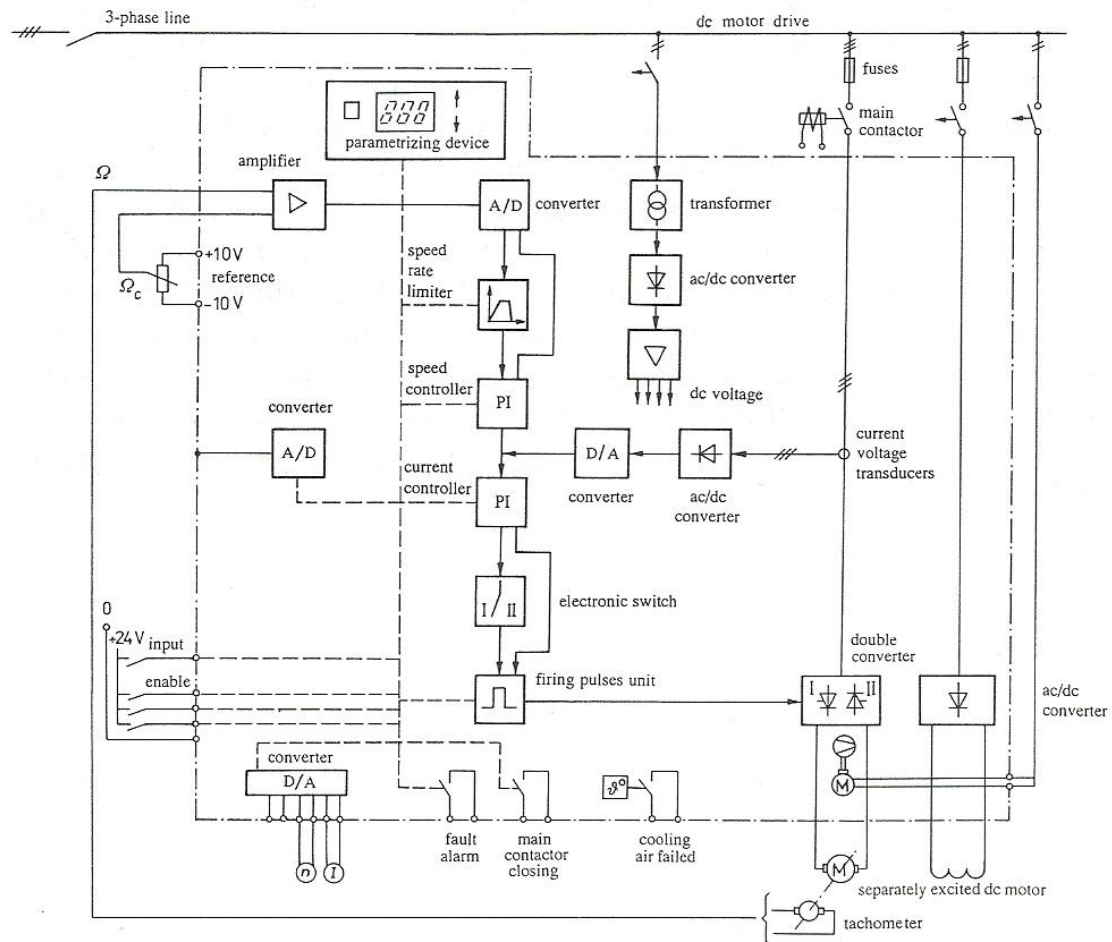 3-phase line
dc motor drive
fuses
main
contactor
000
000
parametrizing device
amplifier
Ω
A/D
converter
transformer
+10V
reference
Ωc
-10V
speed
rate
limiter
ac/dc converter
speed
controller
PI
dc voltage
converter
A/D
current
controller
PI
D/A
converter
ac/dc
converter
current
voltage
transducers
I / II
electronic switch
0
+24V
input
enable
firing pulses unit
double
converter
I
II
ac/dc
converter
converter
D/A
ϑ°
M
fault
alarm
main
contactor
closing
cooling
air failed
n
I
M
separately excited dc motor
tachometer